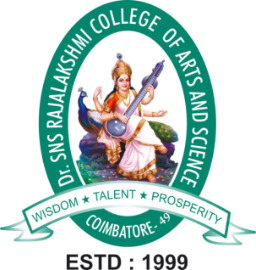 Dr. SNS RAJALAKSHMI COLLEGE OF ARTS AND SCIENCE
WISDOM ★ TALENT ★ PROSPERITY
COIMBATORE- 49
ESTD : 1999